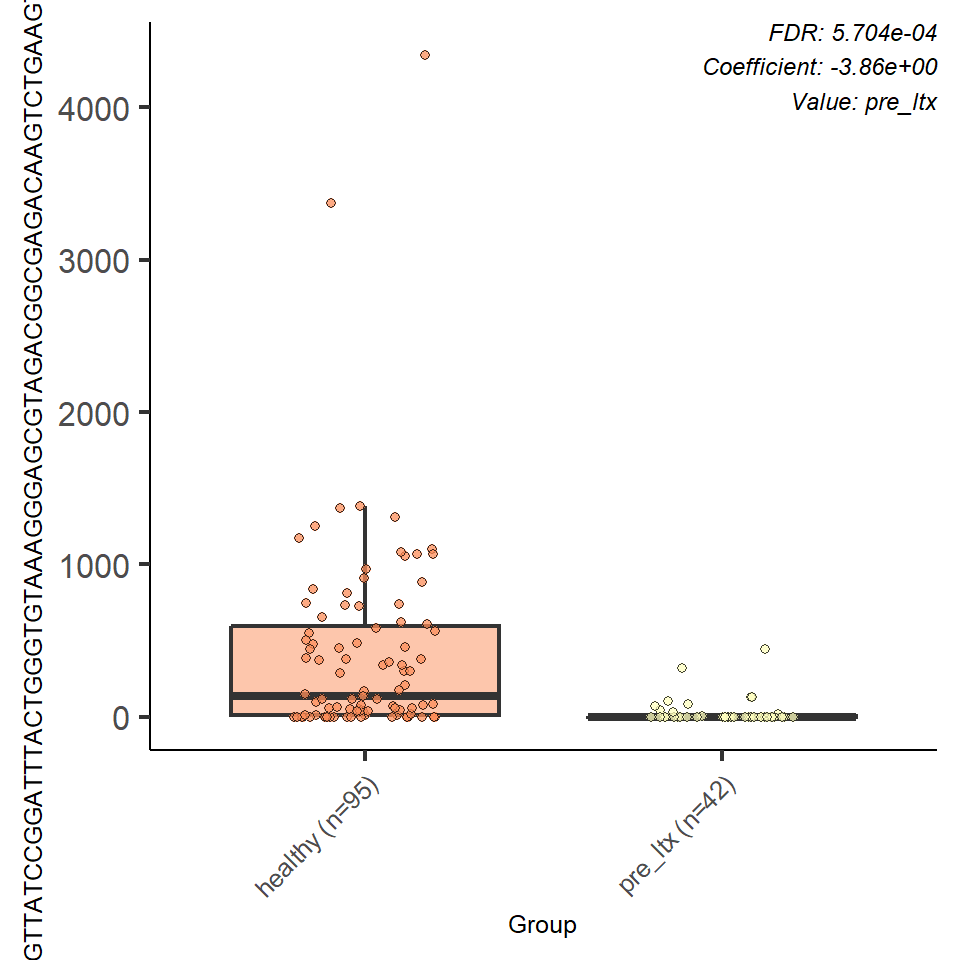 FDR: 5.704e-04
Coefficient: -3.86e+00
Value: pre_ltx
GTTATCCGGATTTACTGGGTGTAAAGGGAGCGTAGACGGCGAGACAAGTCTGAAGT
4000
3000
2000
1000
0
healthy (n=95)
pre_ltx (n=42)
Group